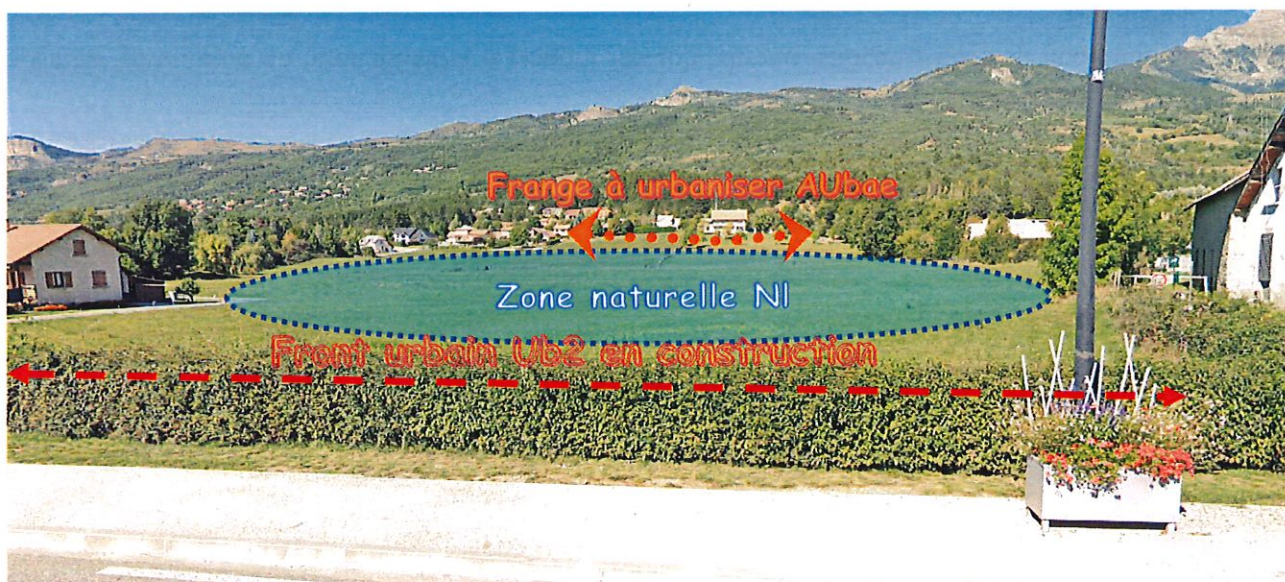 Frange à urbaniser AUbae
Zone naturelle Nl
Front urbain Ub2 en construction